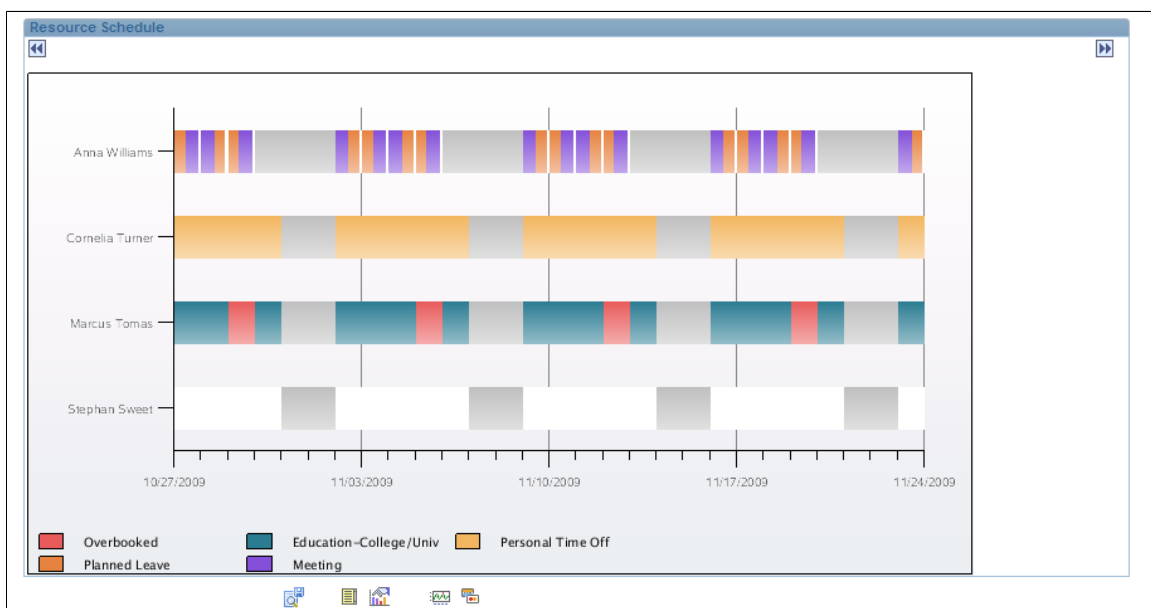 Resource Schedule
Anna Williams
Cornelia Turner
Marcus Tomas
Stephan Sweet
10/27/2009 11/03/2009 11/10/2009 11/17/2009 11/24/2009
Overbooked Education-College/Univ Personal Time Off
Planned Leave Meeting